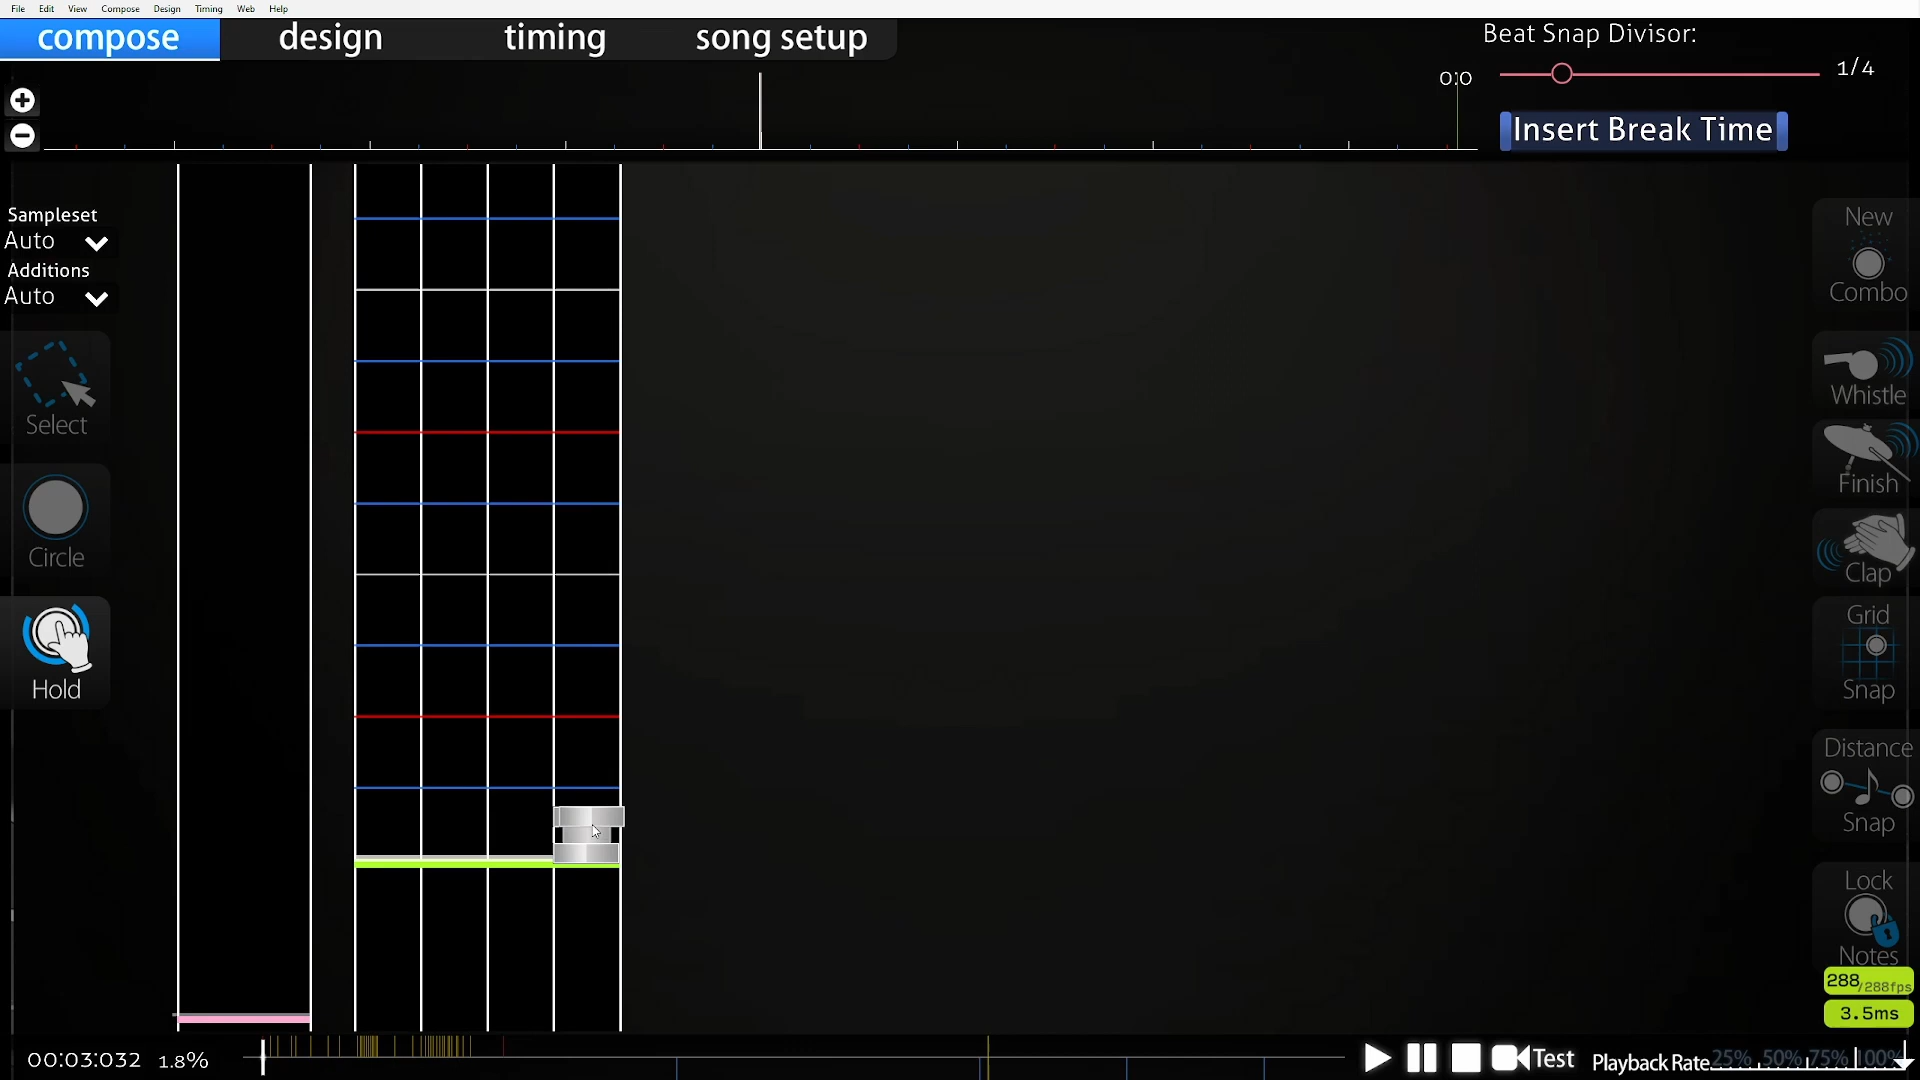 File Edit View Compose Design Timing Web Help
compose design timing song setup
Beat Snap Divisor:
0:0
1/4
Insert Break Time
Sampleset
Auto
Additions
Auto
Select
Circle
Hold
New
Combo
Whistle
Finish
Clap
Grid
Snap
Distance
Snap
Lock
Notes
288/288fps
3.5ms
00:03:032 1.8%
Test Playback Rate 25% 50% 75% 100%